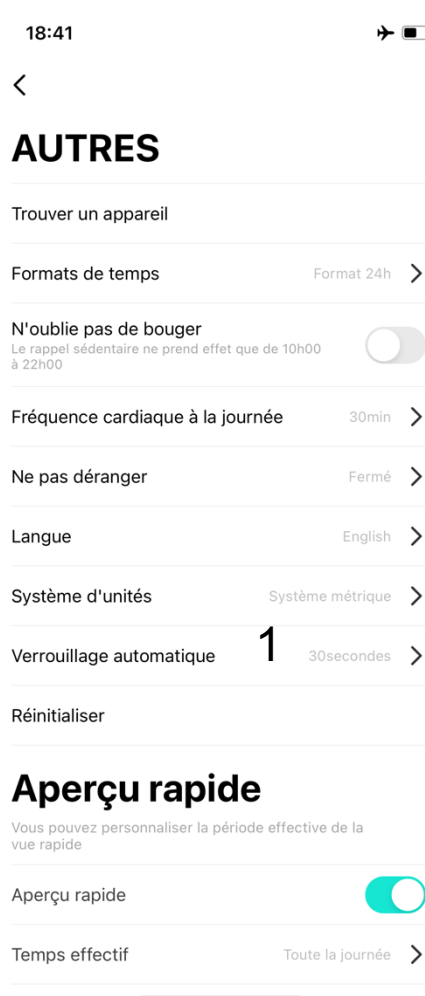 18:41
AUTRES
Trouver un appareil
Formats de temps Format 24h
N'oublie pas de bouger
Le rappel sédentaire ne prend effet que de 10h00
à 22h00
Fréquence cardiaque à la journée 30min
Ne pas déranger Fermé
Langue English
Système d'unités Système métrique
Verrouillage automatique 1 30secondes
Réinitialiser
Aperçu rapide
Vous pouvez personnaliser la période effective de la
vue rapide
Aperçu rapide
Temps effectif Toute la journée